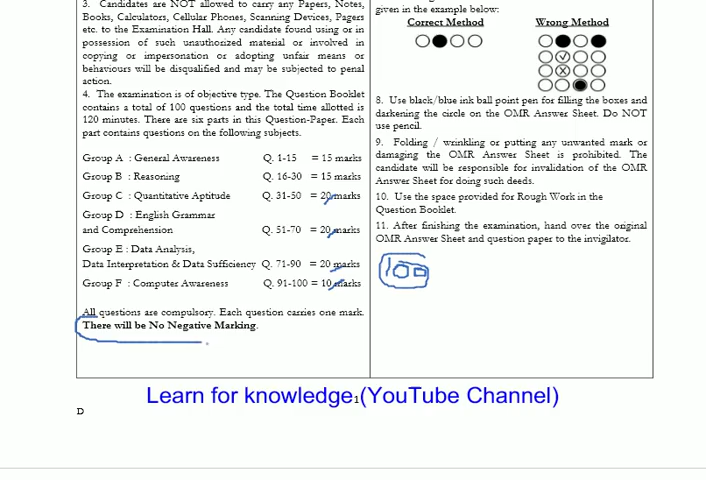 3. Candidates are NOT allowed to carry any Papers, Notes,
Books, Calculators, Cellular Phones, Scanning Devices, Pagers
etc. to the Examination Hall. Any candidate found using or in
possession of such unauthorized material or involved in
copying or impersonation or adopting unfair means or
behaviours will be disqualified and may be subjected to penal
action.
4. The examination is of objective type. The Question Booklet
contains a total of 100 questions and the total time allotted is
120 minutes. There are six parts in this Question-Paper. Each
part contains questions on the following subjects.
Group A : General Awareness Q. 1-15 = 15 marks
Group B : Reasoning Q. 16-30 = 15 marks
Group C : Quantitative Aptitude Q. 31-50 = 20 marks
Group D : English Grammar
and Comprehension Q. 51-70 = 20 marks
Group E : Data Analysis,
Data Interpretation & Data Sufficiency Q. 71-90 = 20 marks
Group F : Computer Awareness Q. 91-100 = 10 marks
All questions are compulsory. Each question carries one mark.
There will be No Negative Marking.
given in the example below:
Correct Method Wrong Method
8. Use black/blue ink ball point pen for filling the boxes and
darkening the circle on the OMR Answer Sheet. Do NOT
use pencil.
9. Folding / wrinkling or putting any unwanted mark or
damaging the OMR Answer Sheet is prohibited. The
candidate will be responsible for invalidation of the OMR
Answer Sheet for doing such deeds.
10. Use the space provided for Rough Work in the
Question Booklet.
11. After finishing the examination, hand over the original
OMR Answer Sheet and question paper to the invigilator.
100
Learn for knowledge (YouTube Channel)
1
D